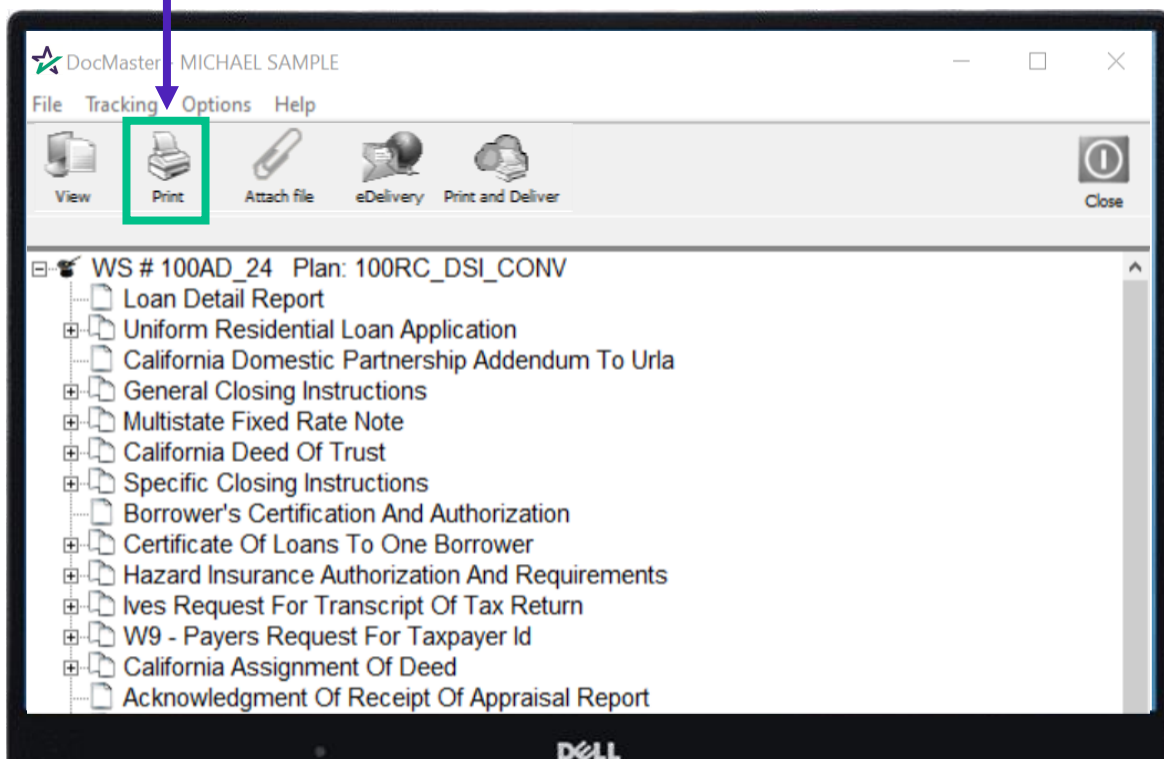 DocMaster - MICHAEL SAMPLE
File Tracking Options Help
View Print Attach file eDelivery Print and Deliver Close
WS # 100AD_24 Plan: 100RC_DSI_CONV
Loan Detail Report
Uniform Residential Loan Application
California Domestic Partnership Addendum To Urla
General Closing Instructions
Multistate Fixed Rate Note
California Deed Of Trust
Specific Closing Instructions
Borrower's Certification And Authorization
Certificate Of Loans To One Borrower
Hazard Insurance Authorization And Requirements
Ives Request For Transcript Of Tax Return
W9 - Payers Request For Taxpayer Id
California Assignment Of Deed
Acknowledgment Of Receipt Of Appraisal Report
DELL